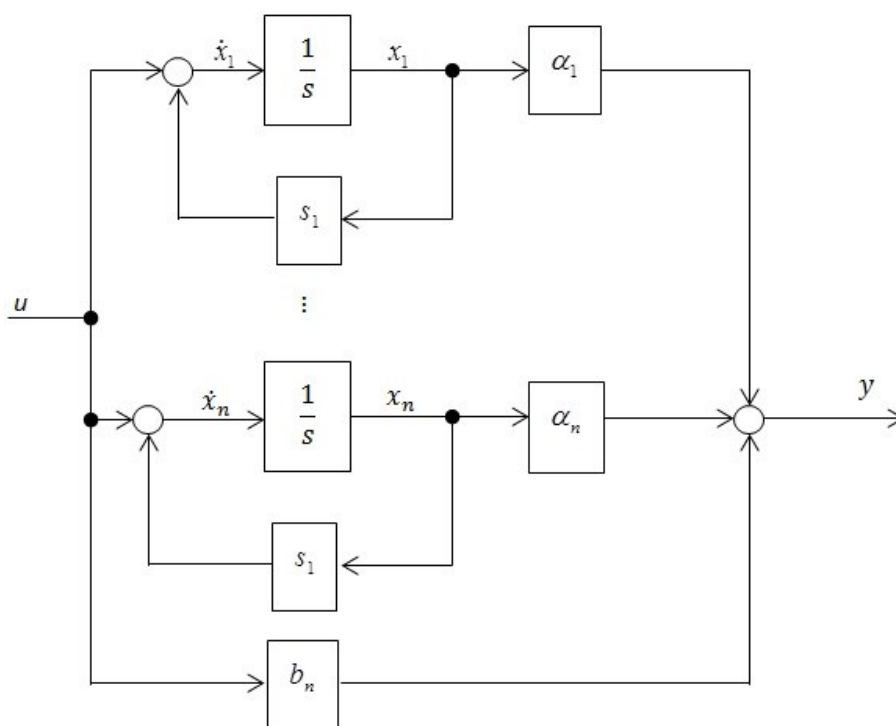 ẋ₁ 1/s x₁ α₁
s₁
⋮
u
ẋₙ 1/s xₙ αₙ y
s₁
bₙ